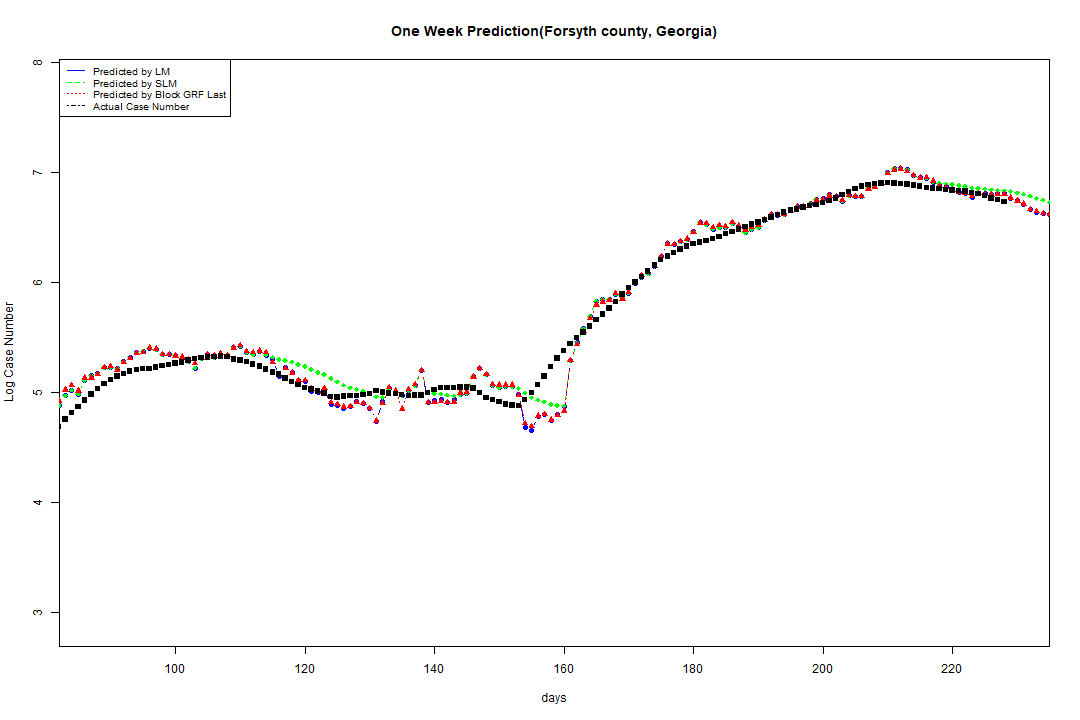 One Week Prediction(Forsyth county, Georgia)
8
Predicted by LM
Predicted by SLM
Predicted by Block GRF Last
Actual Case Number
7
6
5
4
3
Log Case Number
100 120 140 160 180 200 220
days